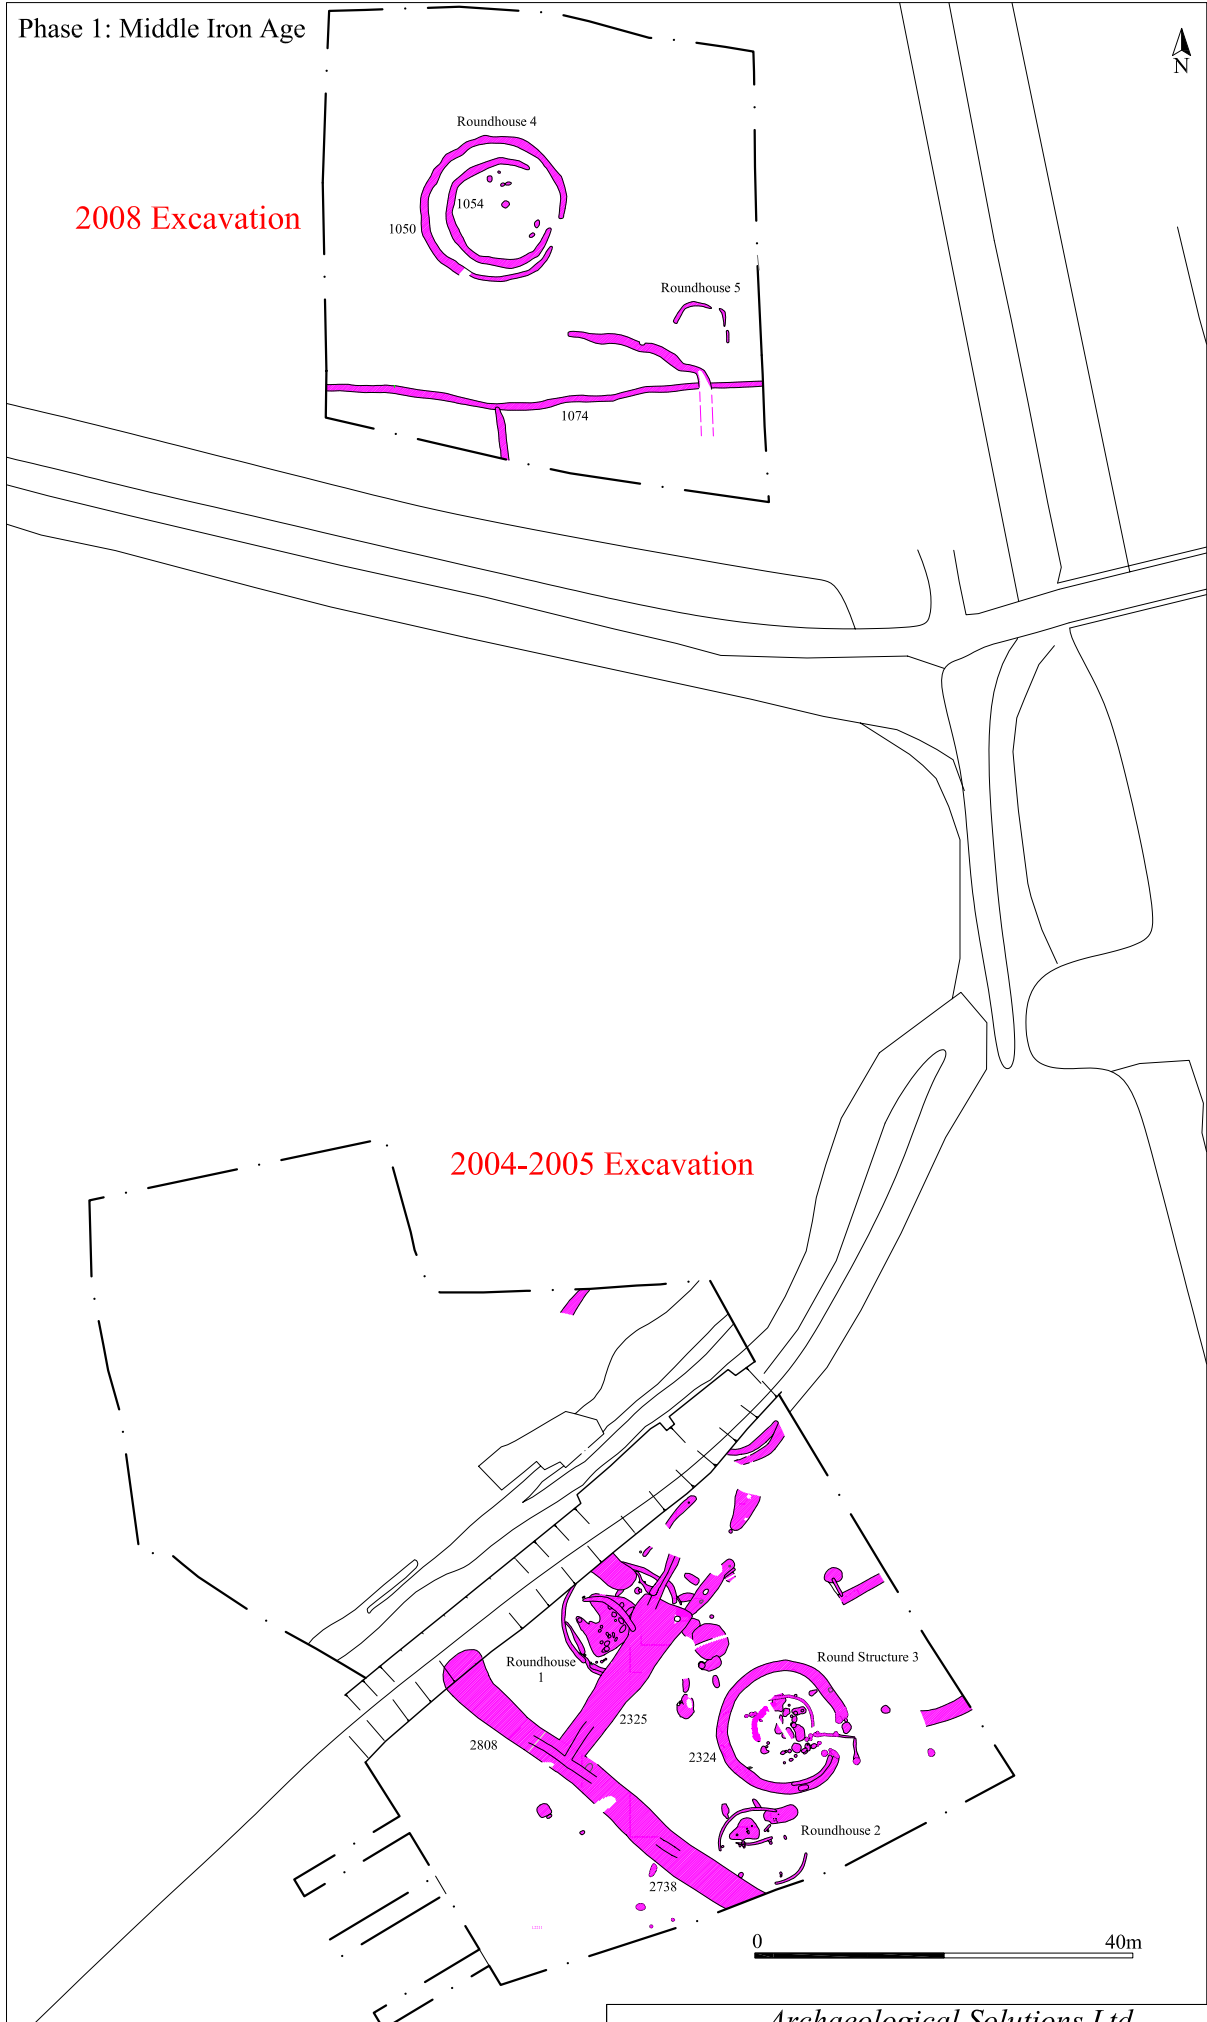 Phase 1: Middle Iron Age
N
Roundhouse 4
2008 Excavation
1054
1050
Roundhouse 5
1074
2004-2005 Excavation
Roundhouse
1
Round Structure 3
2325
2808
2324
Roundhouse 2
2738
0
40m
Archaeological Solutions Ltd